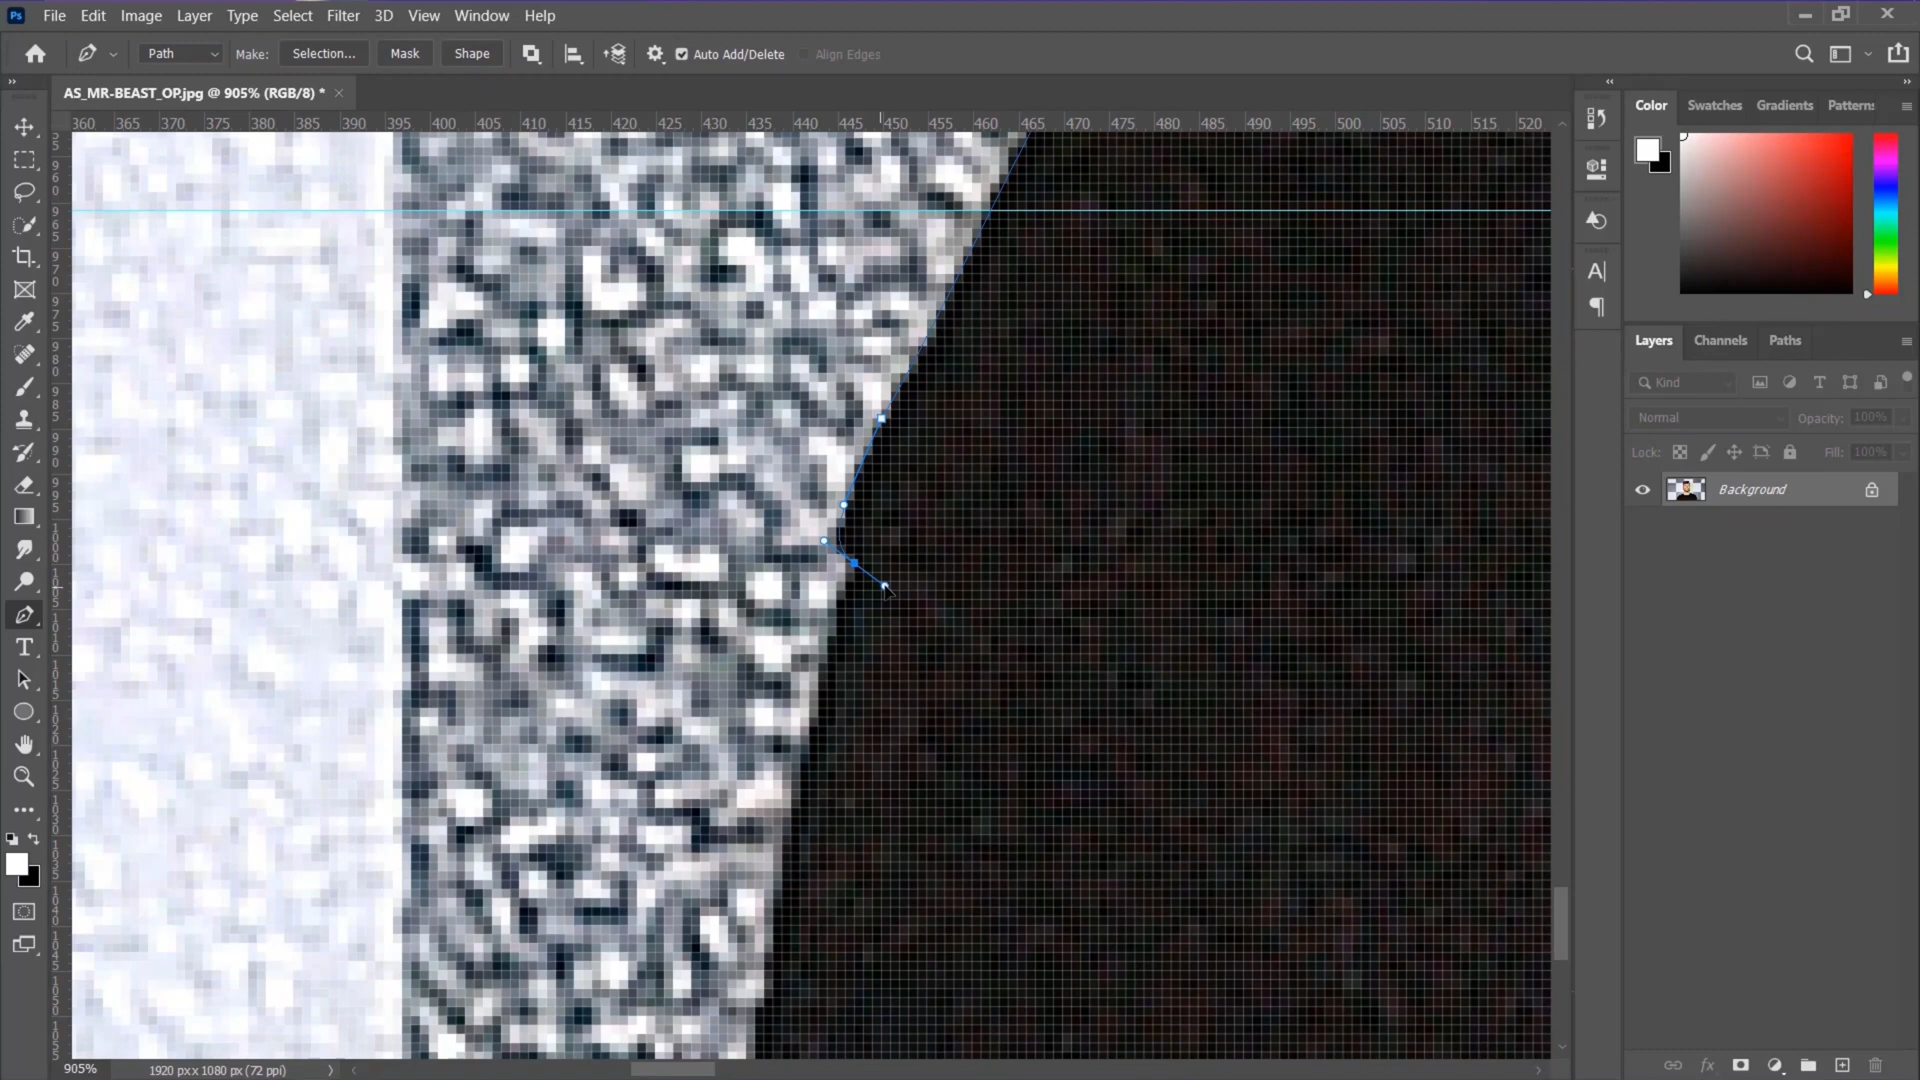 Ps File Edit Image Layer Type Select Filter 3D View Window Help
Path Make: Selection... Mask Shape Auto Add/Delete Align Edges
AS_MR-BEAST_OP.jpg @ 905% (RGB/8) *
360 365 370 375 380 385 390 395 400 405 410 415 420 425 430 435 440 445 450 455 460 465 470 475 480 485 490 495 500 505 510 515 520
Color Swatches Gradients Patterns
Layers Channels Paths
Kind
Normal Opacity: 100%
Lock: Fill: 100%
Background
fx
905% 1920 px x 1080 px (72 ppi)